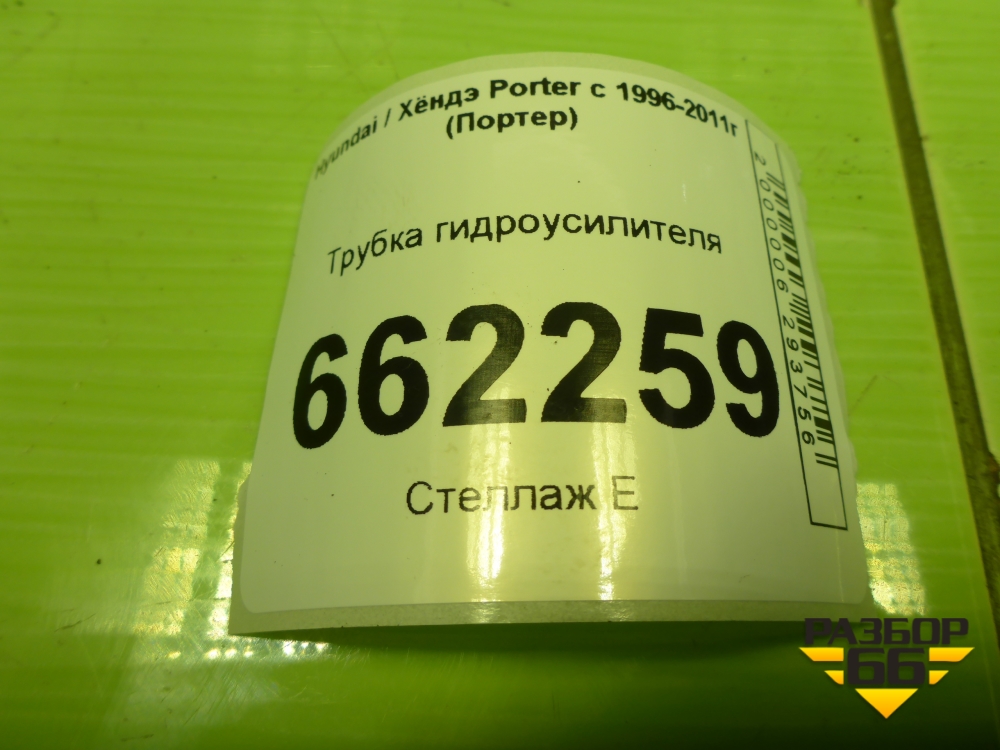 Hyundai / Хёндэ Porter с 1996-2011г
(Портер)
Трубка гидроусилителя
662259
Стеллаж Е
2000006293756
РАЗБОР
66